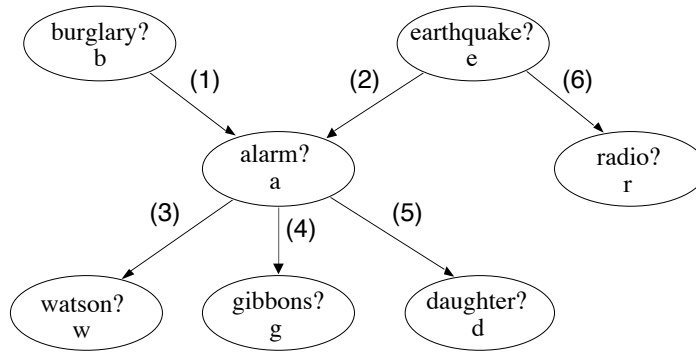 burglary?
b
earthquake?
e
(1)
(2)
(6)
alarm?
a
radio?
r
(3)
(4)
(5)
watson?
w
gibbons?
g
daughter?
d